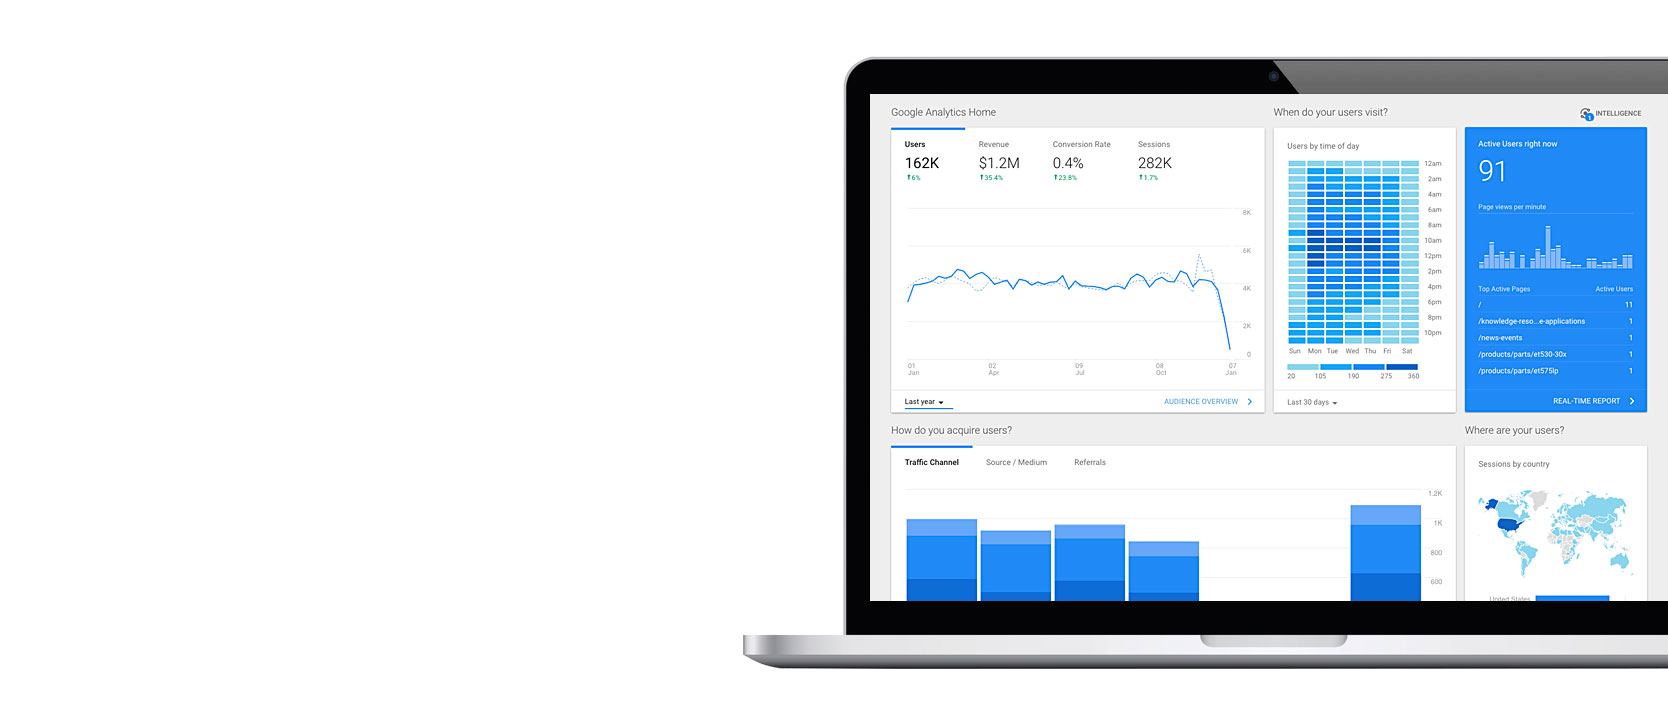 Google Analytics Home
When do your users visit?
INTELLIGENCE
1
Users
Revenue
Conversion Rate
Sessions
162K
$1.2M
0.4%
282K
6%
35.4%
23.8%
1.7%
8K
6K
4K
2K
0
01 Jan
02 Apr
09 Jul
08 Oct
07 Jan
Last year
AUDIENCE OVERVIEW
Users by time of day
12am
2am
4am
6am
8am
10am
12pm
2pm
4pm
6pm
8pm
10pm
Sun Mon Tue Wed Thu Fri Sat
20 105 190 275 360
Last 30 days
Active Users right now
91
Page views per minute
Top Active Pages Active Users
/ 11
/knowledge-reso...e-applications 1
/news-events 1
/products/parts/et530-30x 1
/products/parts/et575lp 1
REAL-TIME REPORT
How do you acquire users?
Where are your users?
Traffic Channel
Source / Medium
Referrals
1.2K
1K
800
600
Sessions by country
United States